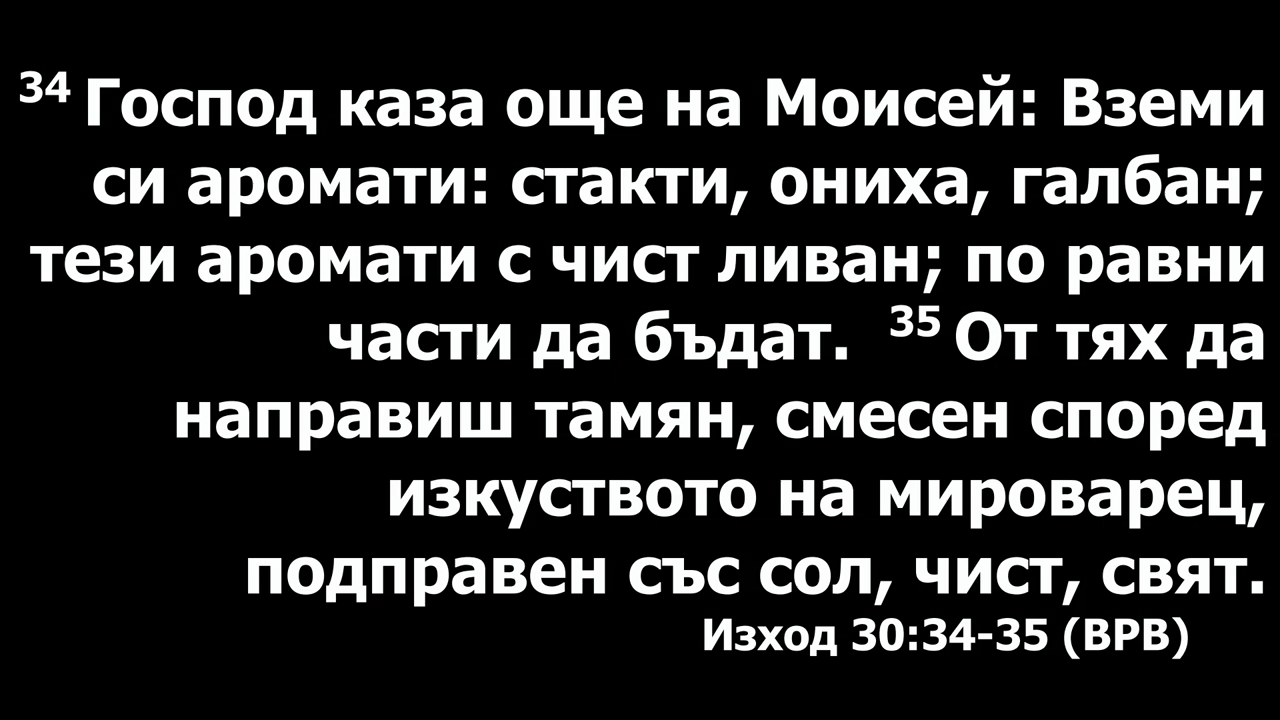 34 Господ каза още на Моисей: Вземи
си аромати: стакти, ониха, галбан;
тези аромати с чист ливан; по равни
части да бъдат. 35 От тях да
направиш тамян, смесен според
изкуството на мироварец,
подправен със сол, чист, свят.
Изход 30:34-35 (ВРВ)